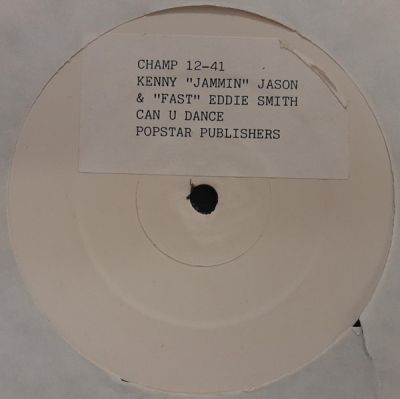 CHAMP 12-41
KENNY "JAMMIN" JASON
& "FAST" EDDIE SMITH
CAN U DANCE
POPSTAR PUBLISHERS